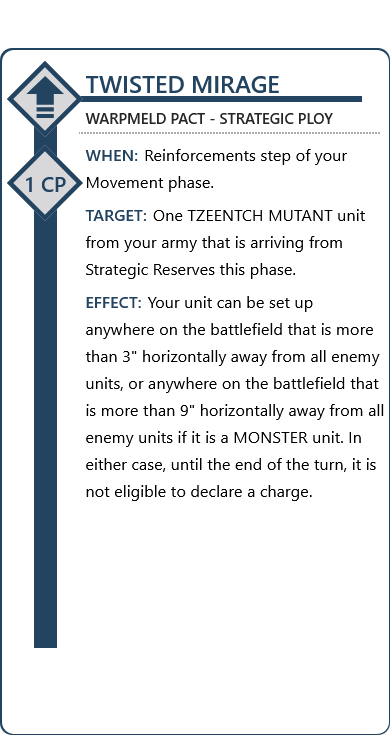 TWISTED MIRAGE
WARPMELD PACT - STRATEGIC PLOY
1 CP
WHEN: Reinforcements step of your
Movement phase.
TARGET: One TZEENTCH MUTANT unit
from your army that is arriving from
Strategic Reserves this phase.
EFFECT: Your unit can be set up
anywhere on the battlefield that is more
than 3" horizontally away from all enemy
units, or anywhere on the battlefield that
is more than 9" horizontally away from all
enemy units if it is a MONSTER unit. In
either case, until the end of the turn, it is
not eligible to declare a charge.